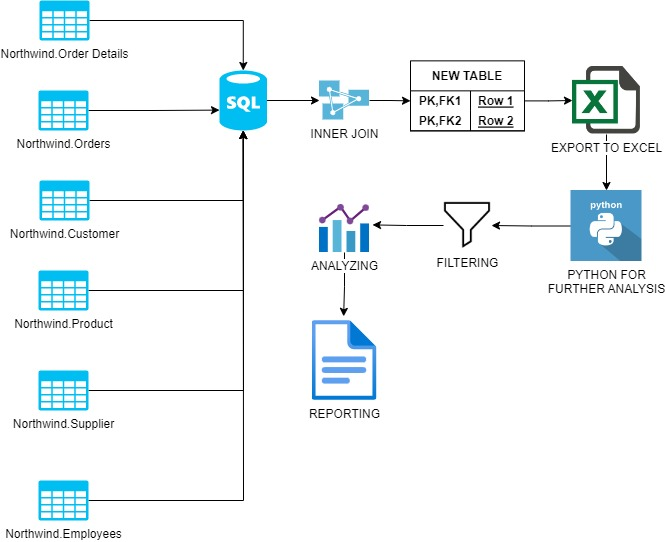 Northwind.Order Details
Northwind.Orders
Northwind.Customer
Northwind.Product
Northwind.Supplier
Northwind.Employees
SQL
INNER JOIN
NEW TABLE
PK,FK1 Row 1
PK,FK2 Row 2
X
EXPORT TO EXCEL
python
PYTHON FOR
FURTHER ANALYSIS
FILTERING
ANALYZING
REPORTING